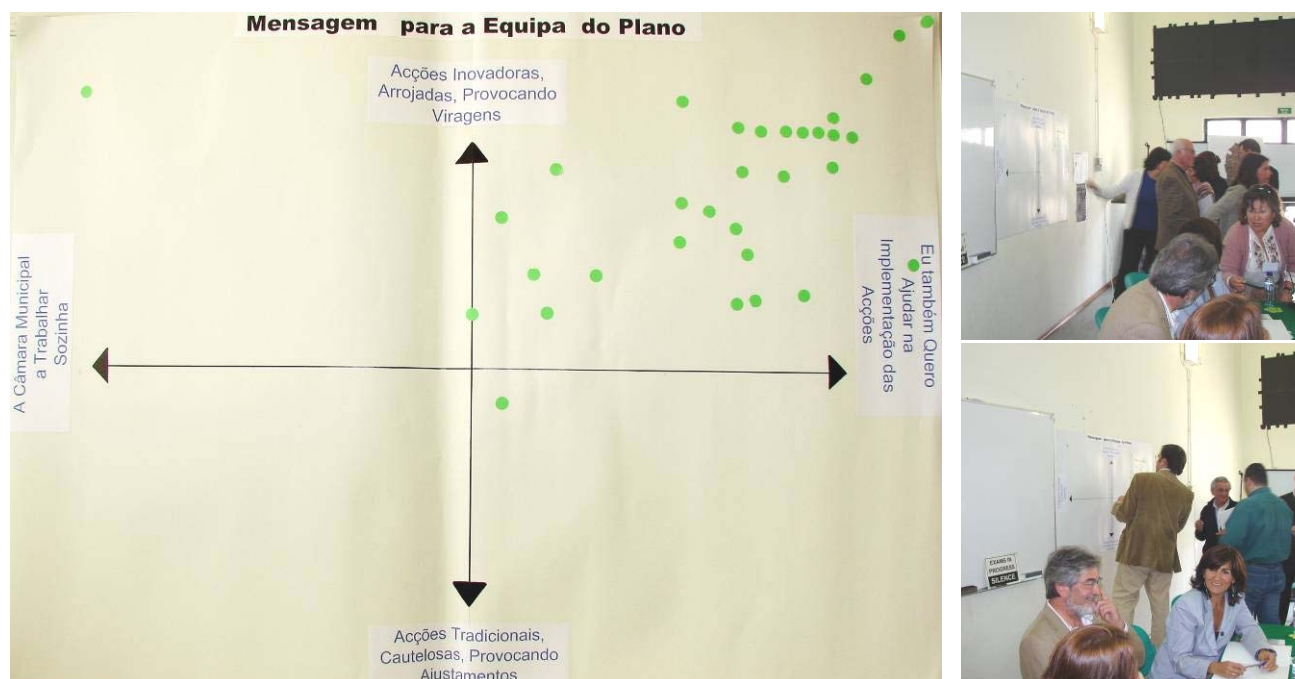 Mensagem para a Equipa do Plano
Acções Inovadoras,
Arrojadas, Provocando
Viragens
A Câmara Municipal
a Trabalhar
Sozinha
Eu também Quero
Ajudar na
Implementação das
Acções
Acções Tradicionais,
Cautelosas, Provocando
Ajustamentos
EXAMS IN
PROGRESS
SILENCE